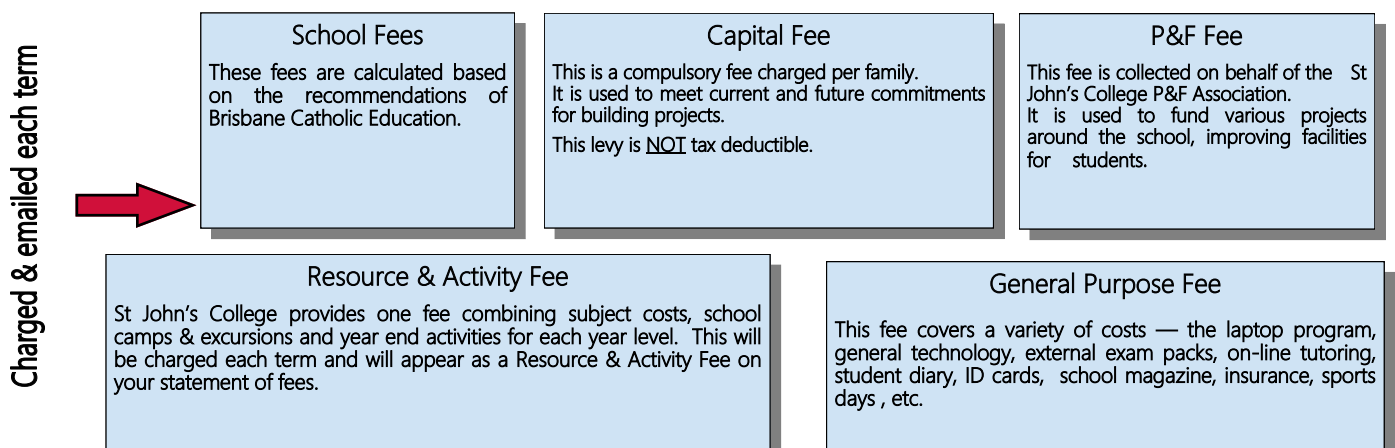 Charged & emailed each term
School Fees
These fees are calculated based
on the recommendations of
Brisbane Catholic Education.
Capital Fee
This is a compulsory fee charged per family.
It is used to meet current and future commitments
for building projects.
This levy is NOT tax deductible.
P&F Fee
This fee is collected on behalf of the St
John's College P&F Association.
It is used to fund various projects
around the school, improving facilities
for students.
Resource & Activity Fee
St John's College provides one fee combining subject costs, school
camps & excursions and year end activities for each year level. This will
be charged each term and will appear as a Resource & Activity Fee on
your statement of fees.
General Purpose Fee
This fee covers a variety of costs — the laptop program,
general technology, external exam packs, on-line tutoring,
student diary, ID cards, school magazine, insurance, sports
days , etc.